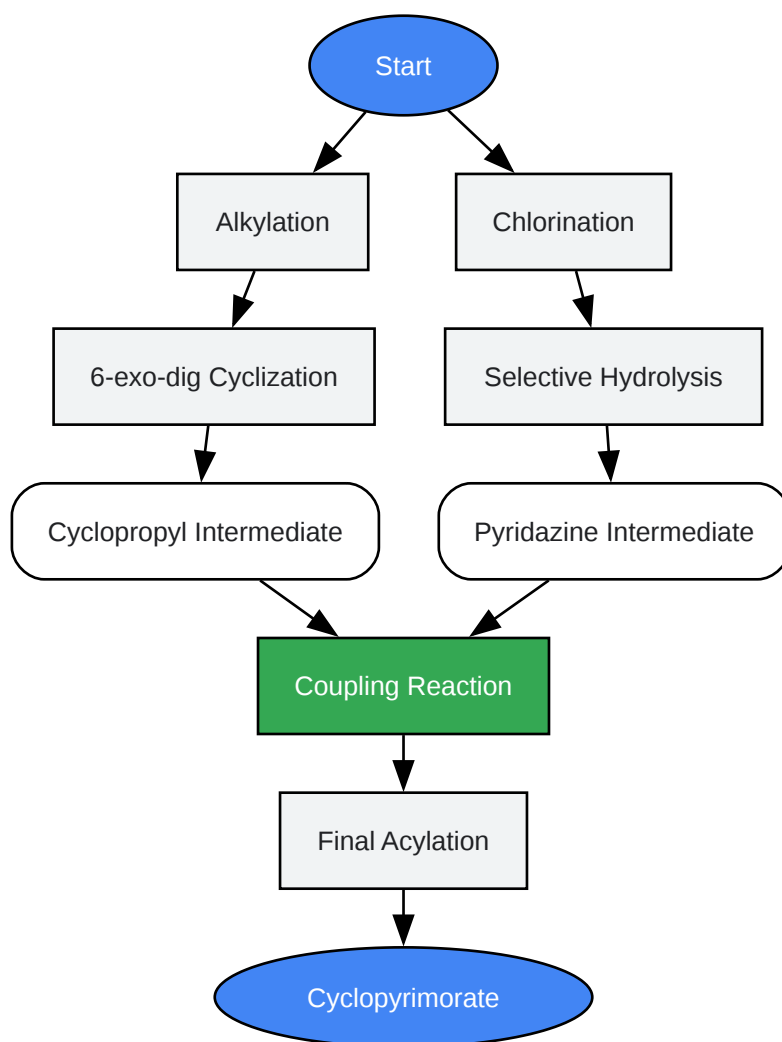 Start
Alkylation
Chlorination
6-exo-dig Cyclization
Selective Hydrolysis
Cyclopropyl Intermediate
Pyridazine Intermediate
Coupling Reaction
Final Acylation
Cyclopyrimorate